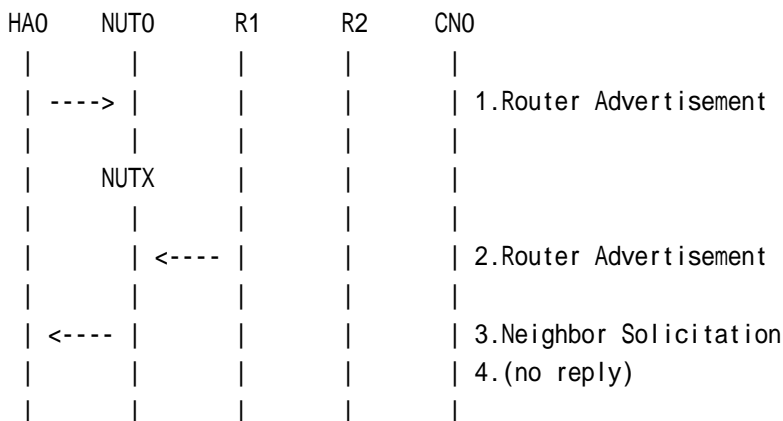 HA0 NUT0 R1 R2 CN0
| | | | |
| ----> | | | | 1.Router Advertisement
| | | | |
| NUTX | | |
| | | | |
| | <---- | | | 2.Router Advertisement
| | | | |
| <---- | | | | 3.Neighbor Solicitation
| | | | | 4.(no reply)
| | | | |